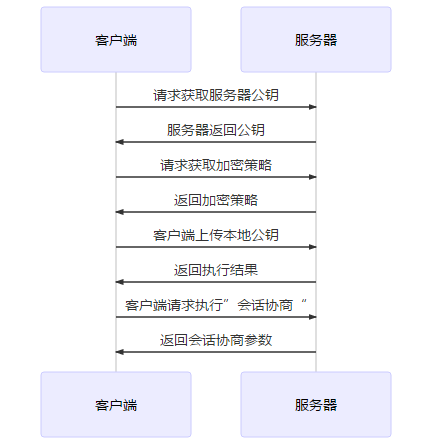 客户端
服务器
请求获取服务器公钥
服务器返回公钥
请求获取加密策略
返回加密策略
客户端上传本地公钥
返回执行结果
客户端请求执行”会话协商“
返回会话协商参数
客户端
服务器